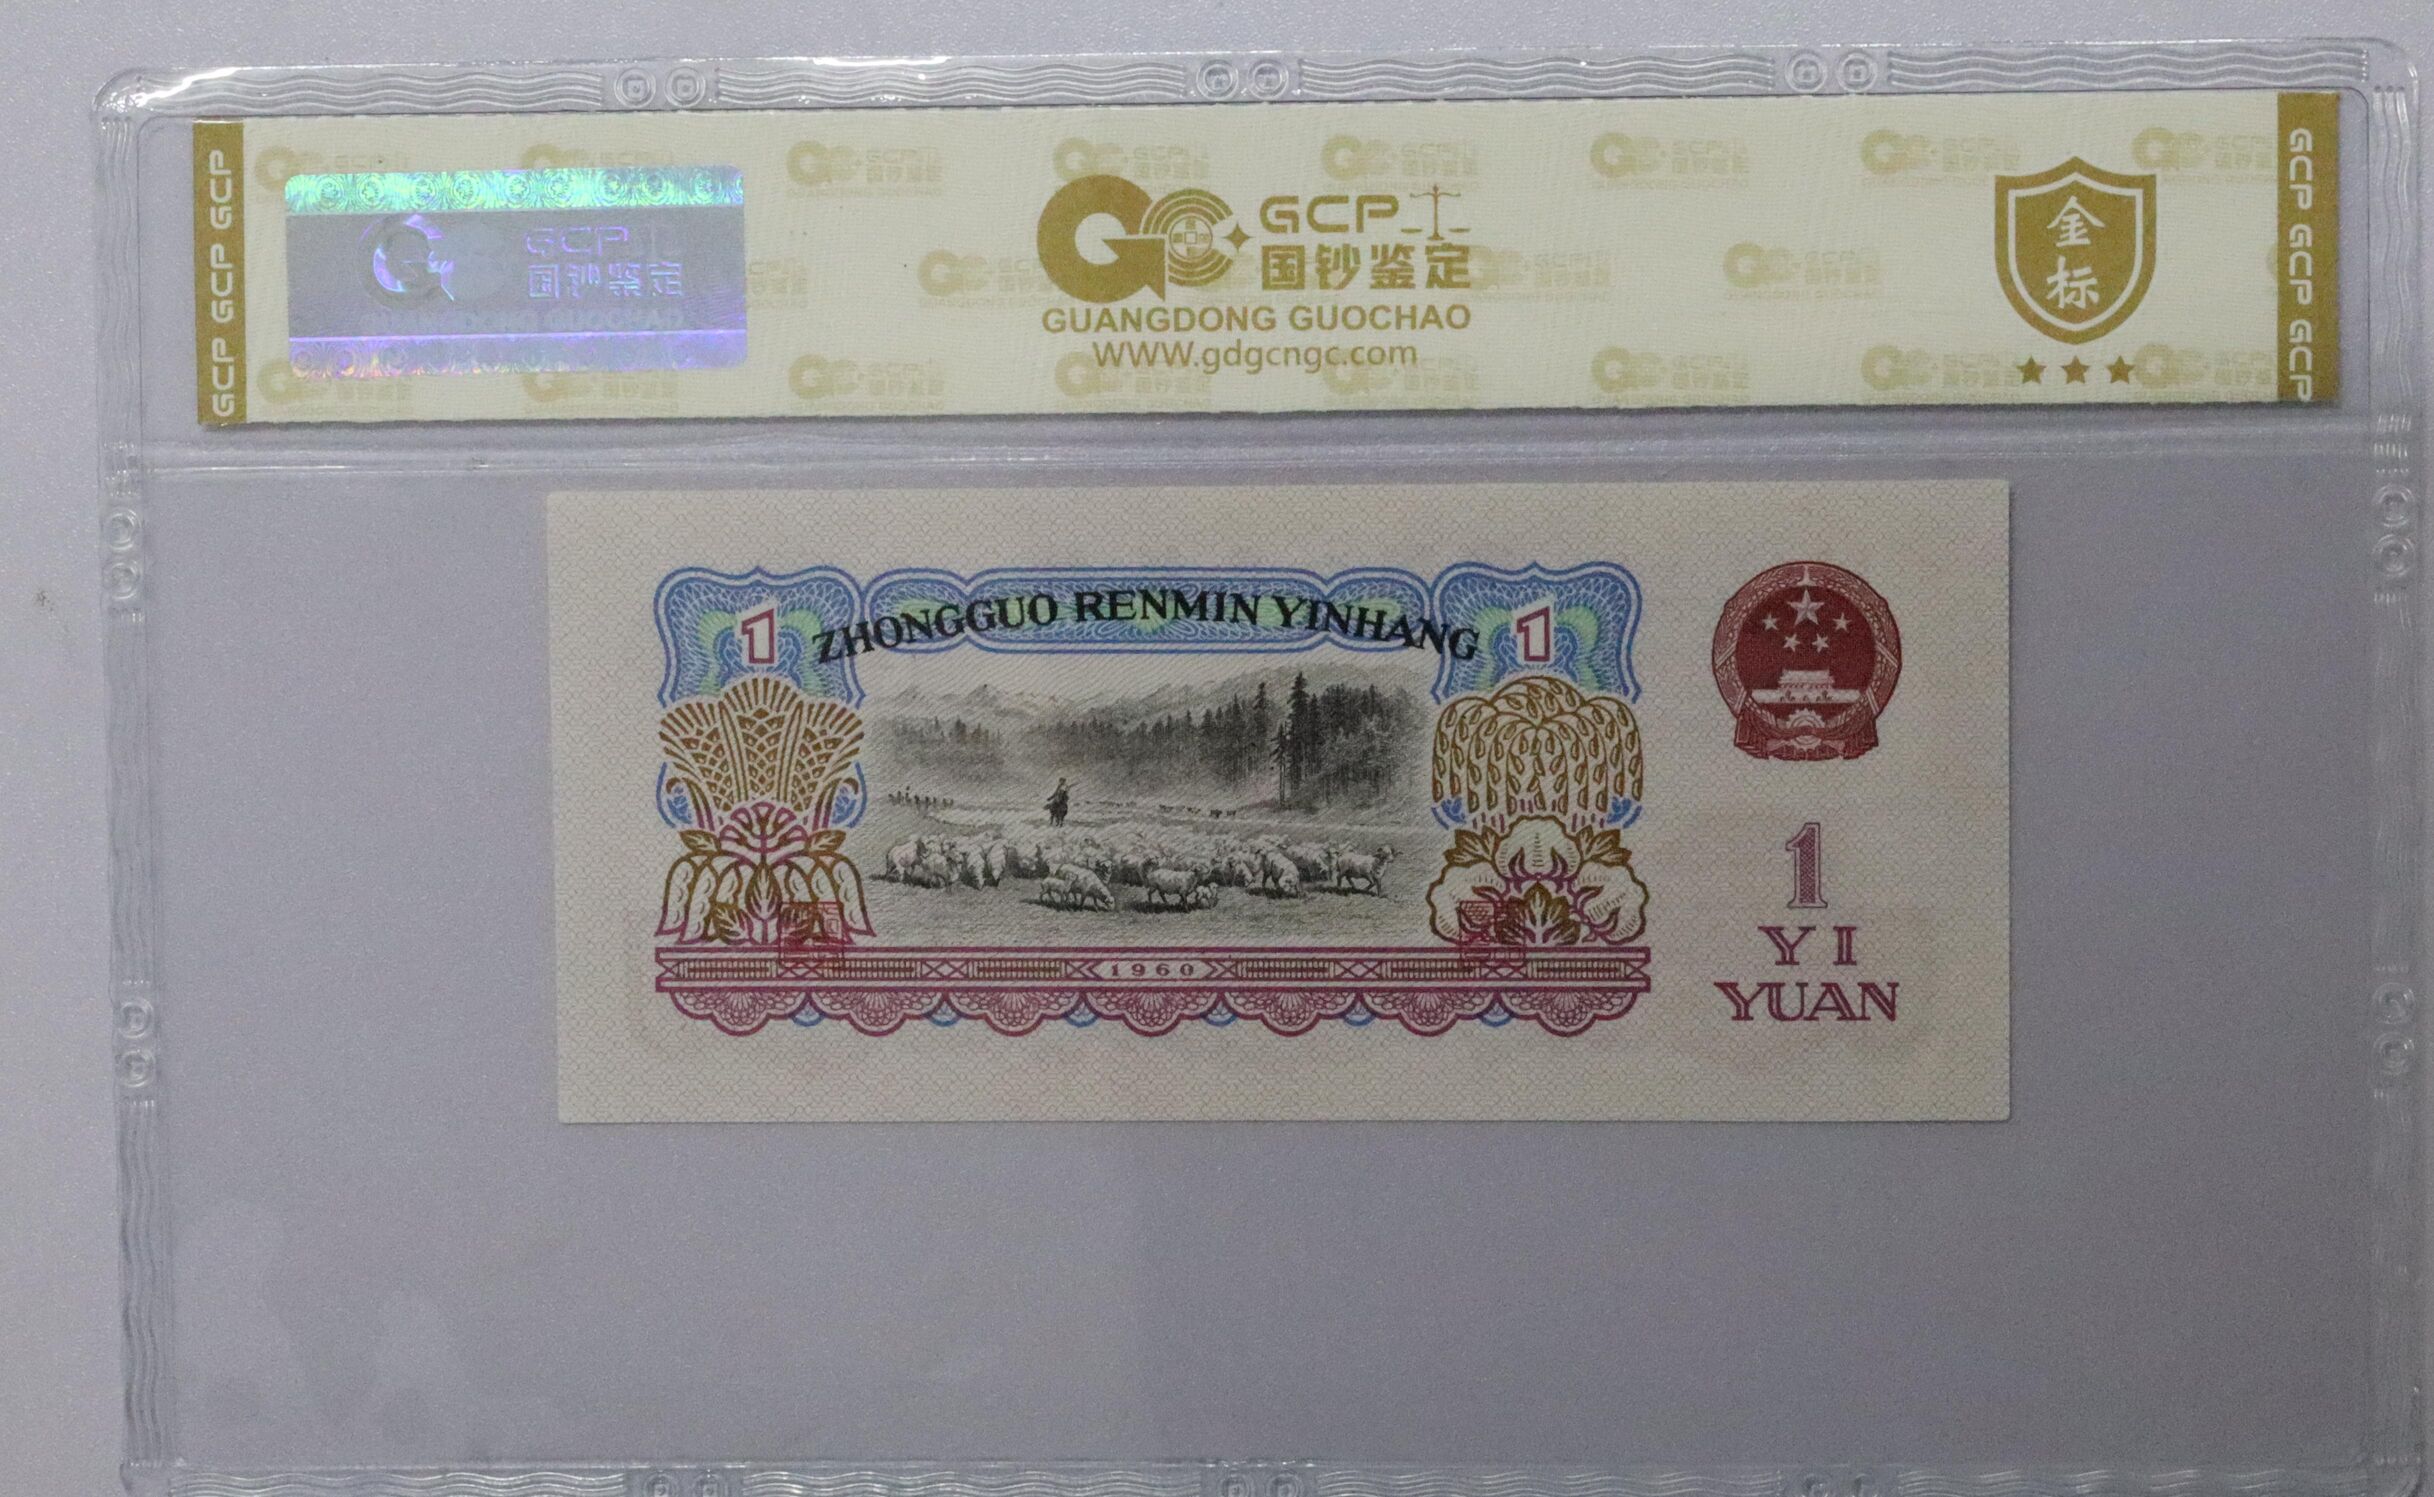 GCP GCP GCP
GCP
国钞鉴定
GUANGDONG GUOCHAO
GCP
国钞鉴定
GUANGDONG GUOCHAO
WWW.gdgcngc.com
金
标
GCP GCP GCP
ZHONGGUO RENMIN YINHANG
1
1
1960
1
YI
YUAN